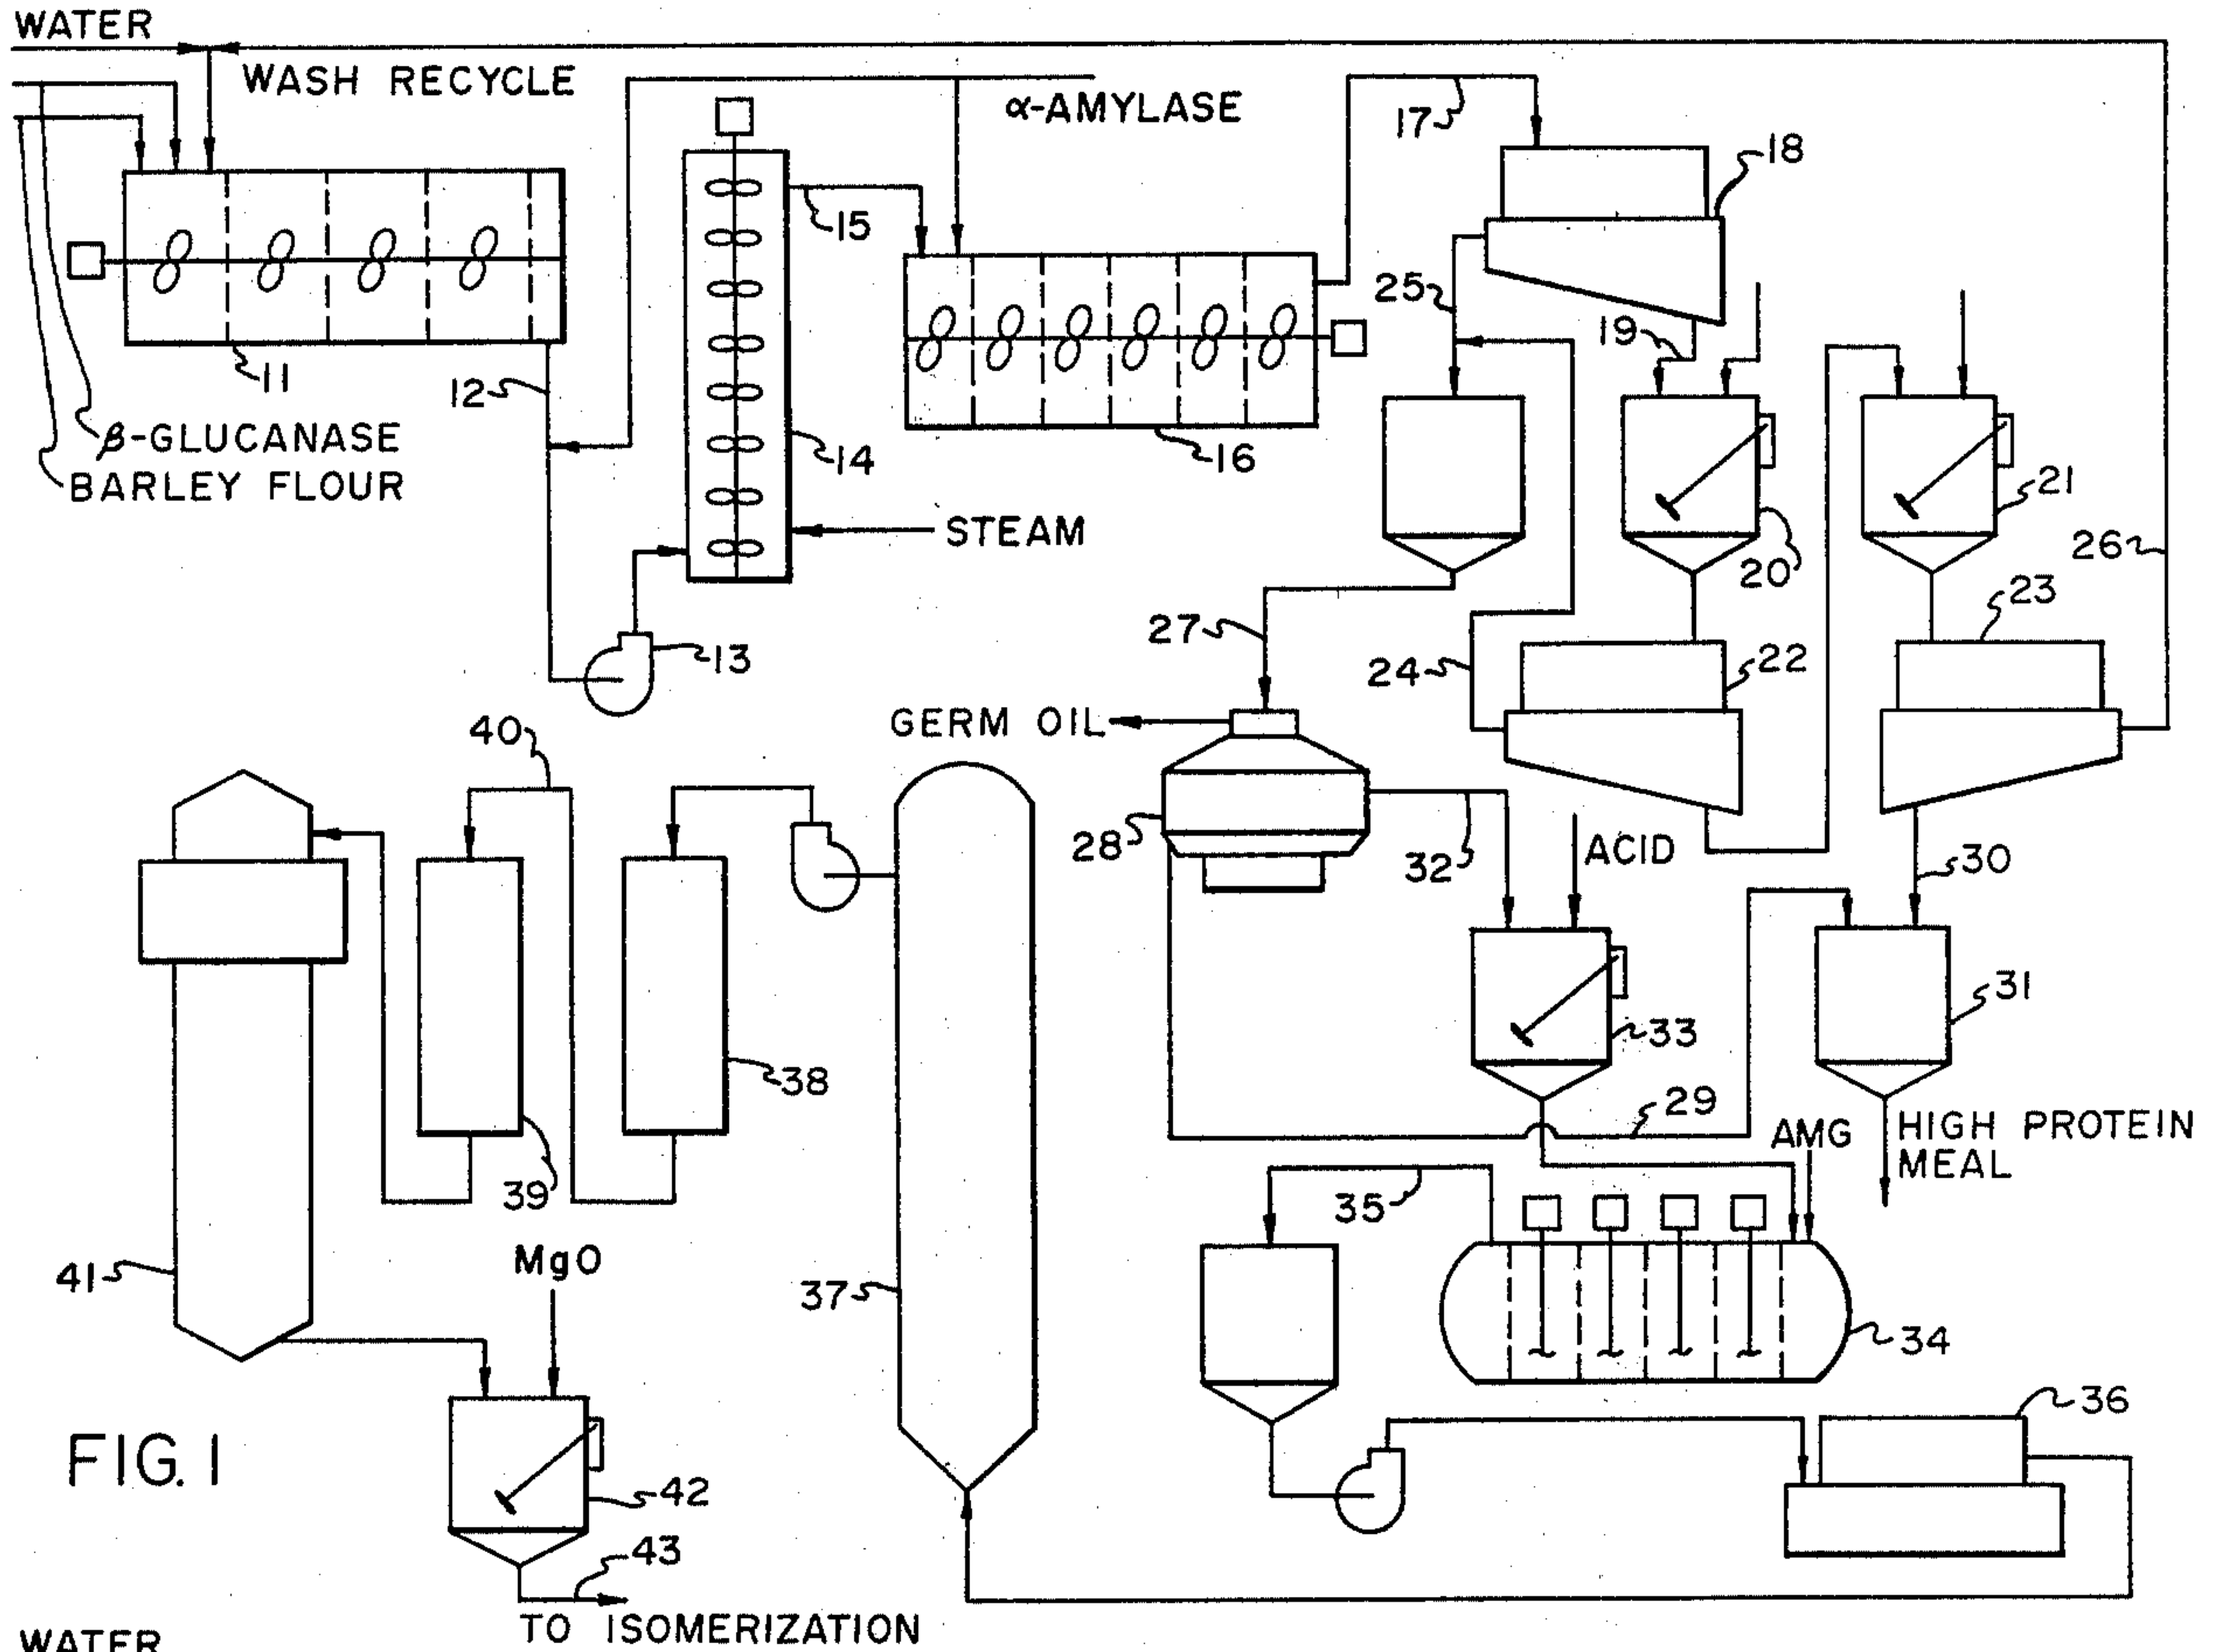 WATER
WASH RECYCLE
α-AMYLASE
17
18
15
25
19
11
12
β-GLUCANASE
BARLEY FLOUR
14
16
21
STEAM
26
20
23
27
13
24
22
GERM OIL
40
28
32
ACID
30
31
33
38
29
AMG
HIGH PROTEIN
MEAL
39
35
MgO
41
37
34
36
FIG. 1
42
43
TO ISOMERIZATION
WATER